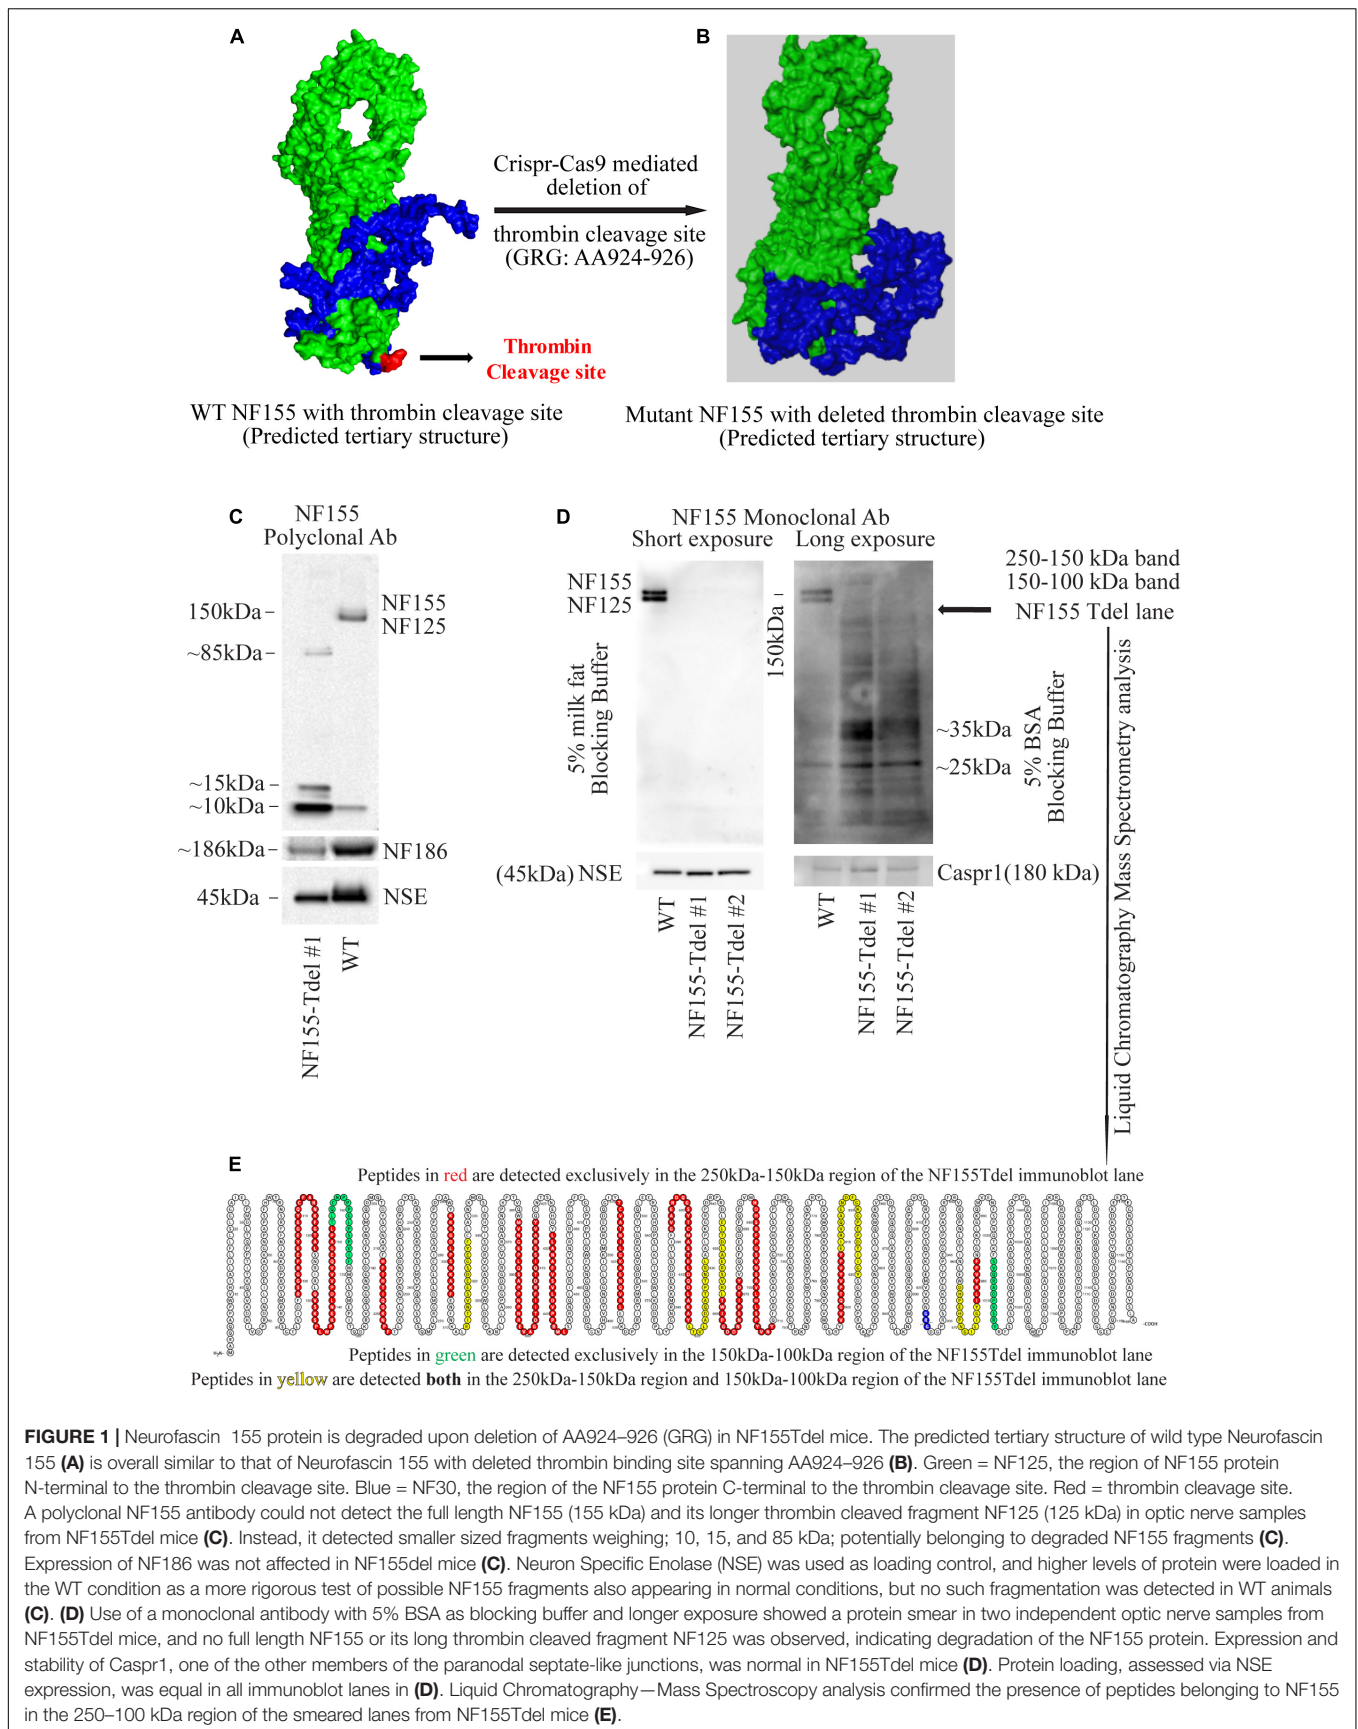 A
B
Crispr-Cas9 mediated
deletion of
thrombin cleavage site
(GRG: AA924-926)
Thrombin
Cleavage site
WT NF155 with thrombin cleavage site
(Predicted tertiary structure)
Mutant NF155 with deleted thrombin cleavage site
(Predicted tertiary structure)
C
NF155
Polyclonal Ab
150kDa
~85kDa
~15kDa
~10kDa
~186kDa
45kDa
NF155
NF125
NF186
NSE
NF155-Tdel #1
WT
D
NF155 Monoclonal Ab
Short exposure
Long exposure
NF155
NF125
5% milk fat
Blocking Buffer
150kDa
(45kDa) NSE
WT
NF155-Tdel #1
NF155-Tdel #2
250-150 kDa band
150-100 kDa band
NF155 Tdel lane
~35kDa
~25kDa
5% BSA
Blocking Buffer
Caspr1(180 kDa)
WT
NF155-Tdel #1
NF155-Tdel #2
Liquid Chromatography Mass Spectrometry analysis
E
Peptides in red are detected exclusively in the 250kDa-150kDa region of the NF155Tdel immunoblot lane
Peptides in green are detected exclusively in the 150kDa-100kDa region of the NF155Tdel immunoblot lane
Peptides in yellow are detected both in the 250kDa-150kDa region and 150kDa-100kDa region of the NF155Tdel immunoblot lane
FIGURE 1 | Neurofascin 155 protein is degraded upon deletion of AA924–926 (GRG) in NF155Tdel mice. The predicted tertiary structure of wild type Neurofascin
155 (A) is overall similar to that of Neurofascin 155 with deleted thrombin binding site spanning AA924–926 (B). Green = NF125, the region of NF155 protein
N-terminal to the thrombin cleavage site. Blue = NF30, the region of the NF155 protein C-terminal to the thrombin cleavage site. Red = thrombin cleavage site.
A polyclonal NF155 antibody could not detect the full length NF155 (155 kDa) and its longer thrombin cleaved fragment NF125 (125 kDa) in optic nerve samples
from NF155Tdel mice (C). Instead, it detected smaller sized fragments weighing; 10, 15, and 85 kDa; potentially belonging to degraded NF155 fragments (C).
Expression of NF186 was not affected in NF155del mice (C). Neuron Specific Enolase (NSE) was used as loading control, and higher levels of protein were loaded in
the WT condition as a more rigorous test of possible NF155 fragments also appearing in normal conditions, but no such fragmentation was detected in WT animals
(C). (D) Use of a monoclonal antibody with 5% BSA as blocking buffer and longer exposure showed a protein smear in two independent optic nerve samples from
NF155Tdel mice, and no full length NF155 or its long thrombin cleaved fragment NF125 was observed, indicating degradation of the NF155 protein. Expression and
stability of Caspr1, one of the other members of the paranodal septate-like junctions, was normal in NF155Tdel mice (D). Protein loading, assessed via NSE
expression, was equal in all immunoblot lanes in (D). Liquid Chromatography—Mass Spectroscopy analysis confirmed the presence of peptides belonging to NF155
in the 250–100 kDa region of the smeared lanes from NF155Tdel mice (E).